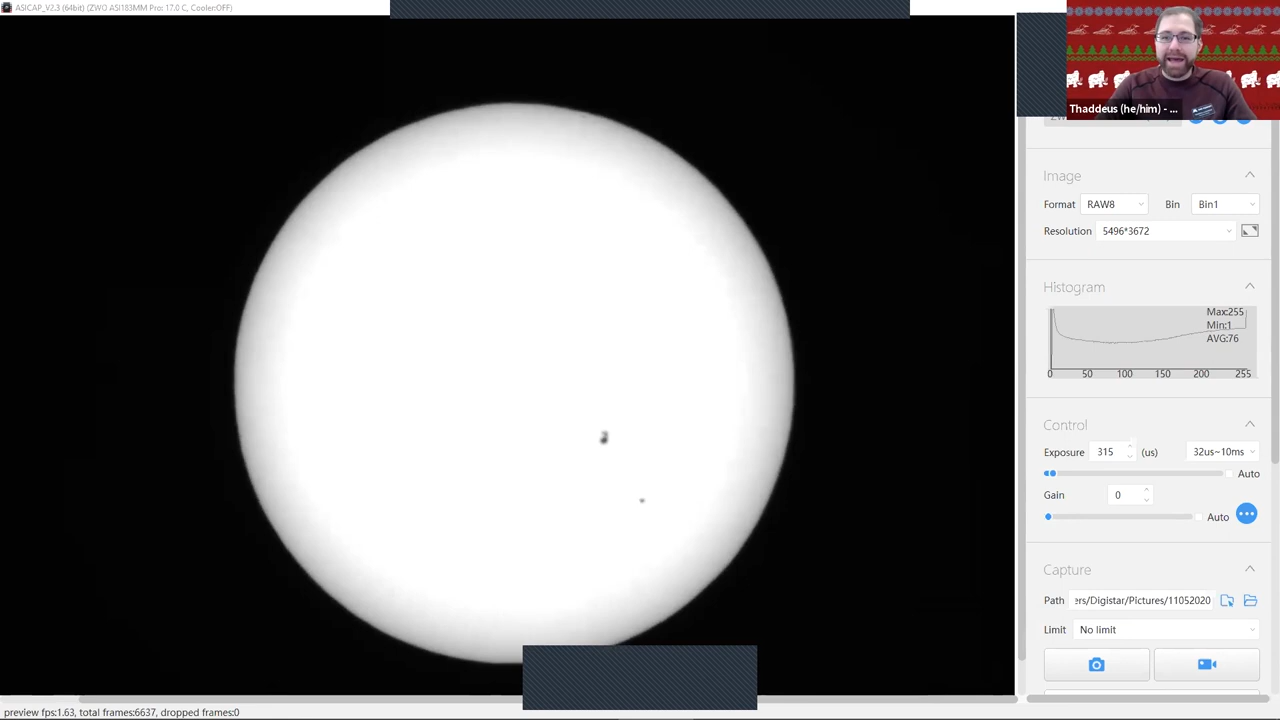 ASICAP_V2.3 (64bit) (ZWO ASI183MM Pro: 17.0 C, Cooler:OFF)
Thaddeus (he/him) - ...
Image
Format RAW8 Bin Bin1
Resolution 5496*3672
Histogram
Max:255
Min:1
AVG:76
0 50 100 150 200 255
Control
Exposure 315 (us) 32us~10ms
Auto
Gain 0
Auto
Capture
Path ers/Digistar/Pictures/11052020
Limit No limit
preview fps:1.63, total frames:6637, dropped frames:0